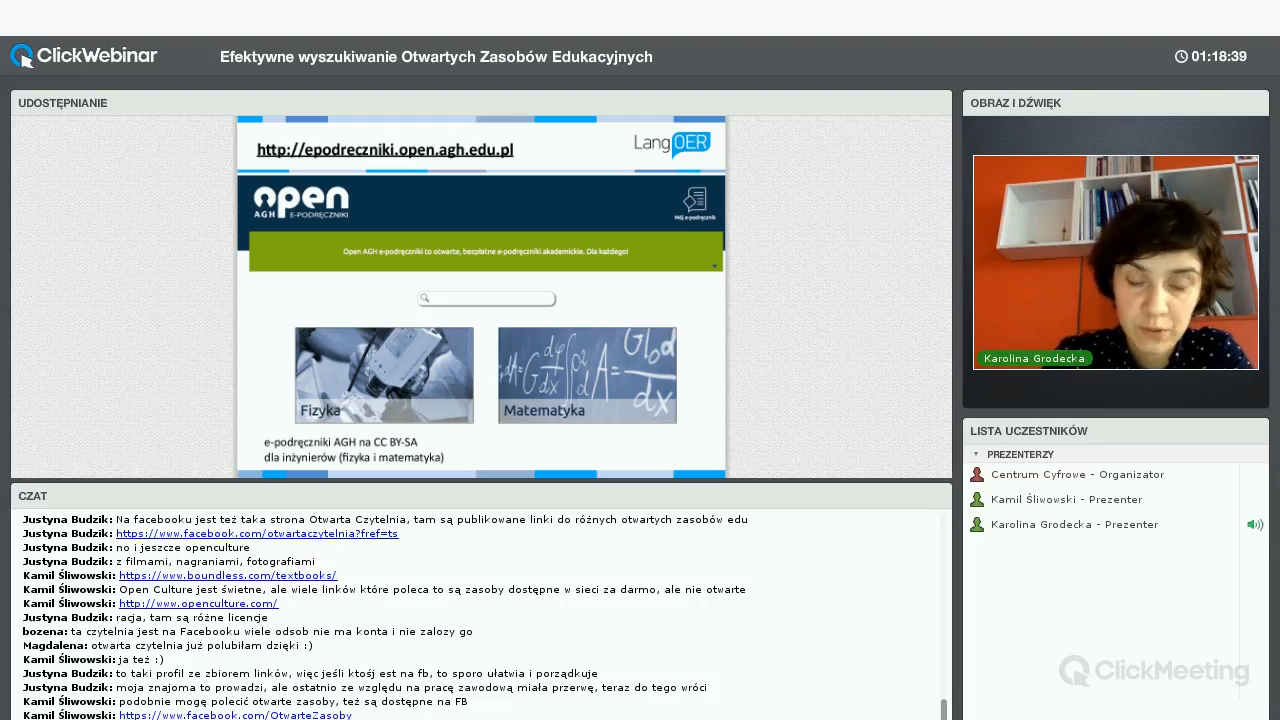 ClickWebinar
Efektywne wyszukiwanie Otwartych Zasobów Edukacyjnych
01:18:39
UDOSTĘPNIANIE
http://epodreczniki.open.agh.edu.pl
LangOER
open
AGH E-PODRĘCZNIKI
Mój e-podręcznik
Open AGH e-podręczniki to otwarte, bezpłatne e-podręczniki akademickie. Dla każdego!
Fizyka
Matematyka
e-podręczniki AGH na CC BY-SA
dla inżynierów (fizyka i matematyka)
OBRAZ I DŹWIĘK
Karolina Grodecka
LISTA UCZESTNIKÓW
PREZENTERZY
Centrum Cyfrowe - Organizator
Kamil Śliwowski - Prezenter
Karolina Grodecka - Prezenter
ClickMeeting
CZAT
Justyna Budzik: Na facebooku jest też taka strona Otwarta Czytelnia, tam są publikowane linki do różnych otwartych zasobów edu
Justyna Budzik: https://www.facebook.com/otwartaczytelnia?fref=ts
Justyna Budzik: no i jeszcze openculture
Justyna Budzik: z filmami, nagraniami, fotografiami
Kamil Śliwowski: https://www.boundless.com/textbooks/
Kamil Śliwowski: Open Culture jest świetne, ale wiele linków które poleca to są zasoby dostępne w sieci za darmo, ale nie otwarte
Kamil Śliwowski: http://www.openculture.com/
Justyna Budzik: racja, tam są różne licencje
bozena: ta czytelnia jest na Facebooku wiele odsob nie ma konta i nie zalozy go
Magdalena: otwarta czytelnia już polubiłam dzięki :)
Kamil Śliwowski: ja też :)
Justyna Budzik: to taki profil ze zbiorem linków, więc jeśli ktośj est na fb, to sporo ułatwia i porządkuje
Justyna Budzik: moja znajoma to prowadzi, ale ostatnio ze względu na pracę zawodową miała przerwę, teraz do tego wróci
Kamil Śliwowski: podobnie mogę polecić otwarte zasoby, też są dostępne na FB
Kamil Śliwowski: https://www.facebook.com/OtwarteZasoby